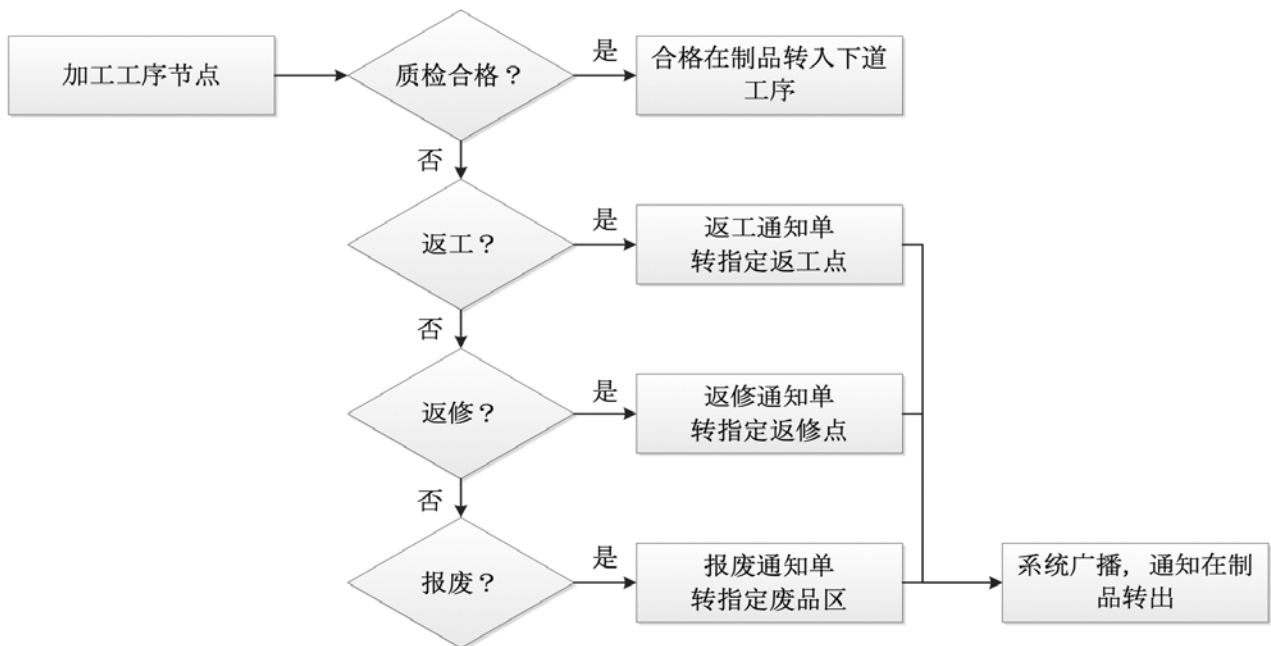 加工工序节点
质检合格？
是
合格在制品转入下道
工序
否
返工？
是
返工通知单
转指定返工点
否
返修？
是
返修通知单
转指定返修点
否
报废？
是
报废通知单
转指定废品区
系统广播，通知在制
品转出